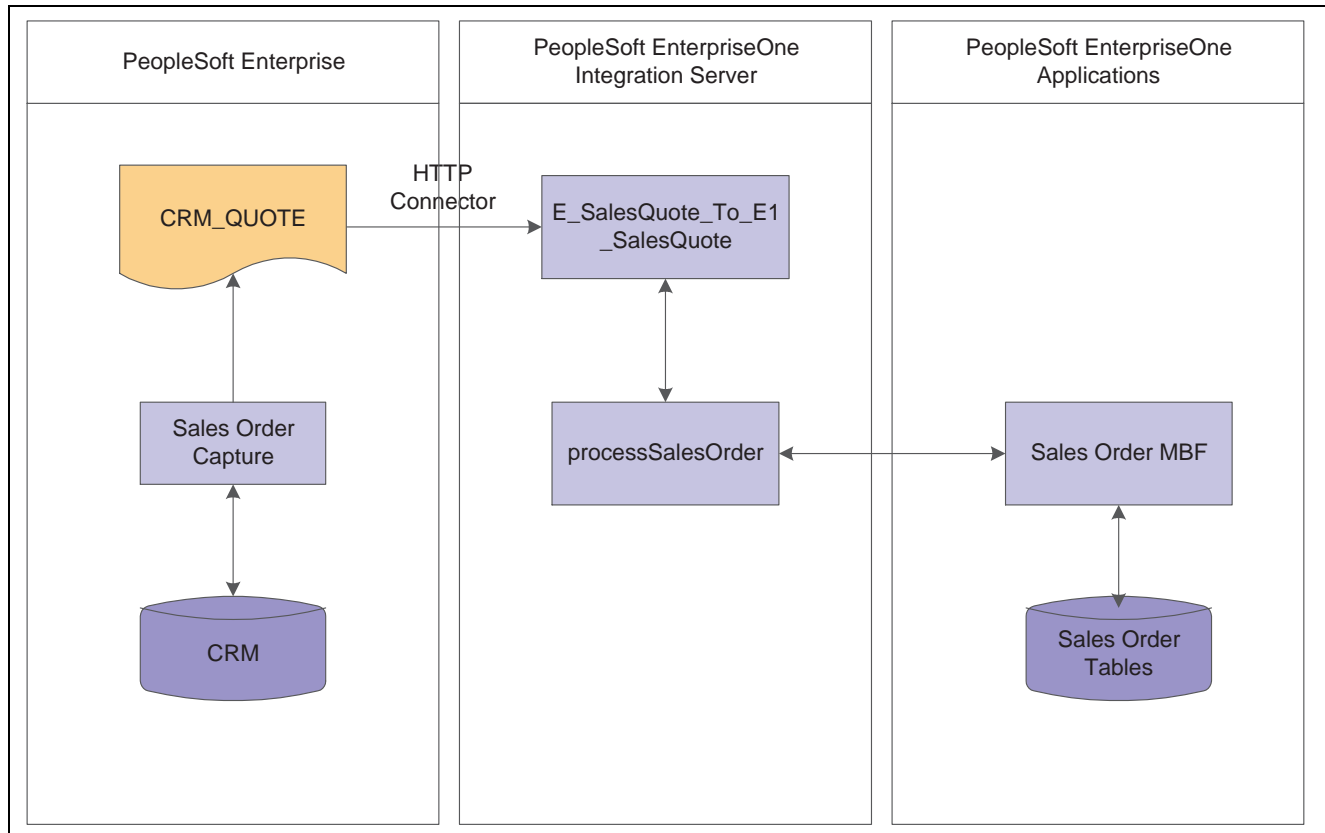 PeopleSoft Enterprise
PeopleSoft EnterpriseOne
Integration Server
PeopleSoft EnterpriseOne
Applications
CRM_QUOTE
HTTP
Connector
E_SalesQuote_To_E1
_SalesQuote
Sales Order
Capture
processSalesOrder
Sales Order MBF
CRM
Sales Order
Tables